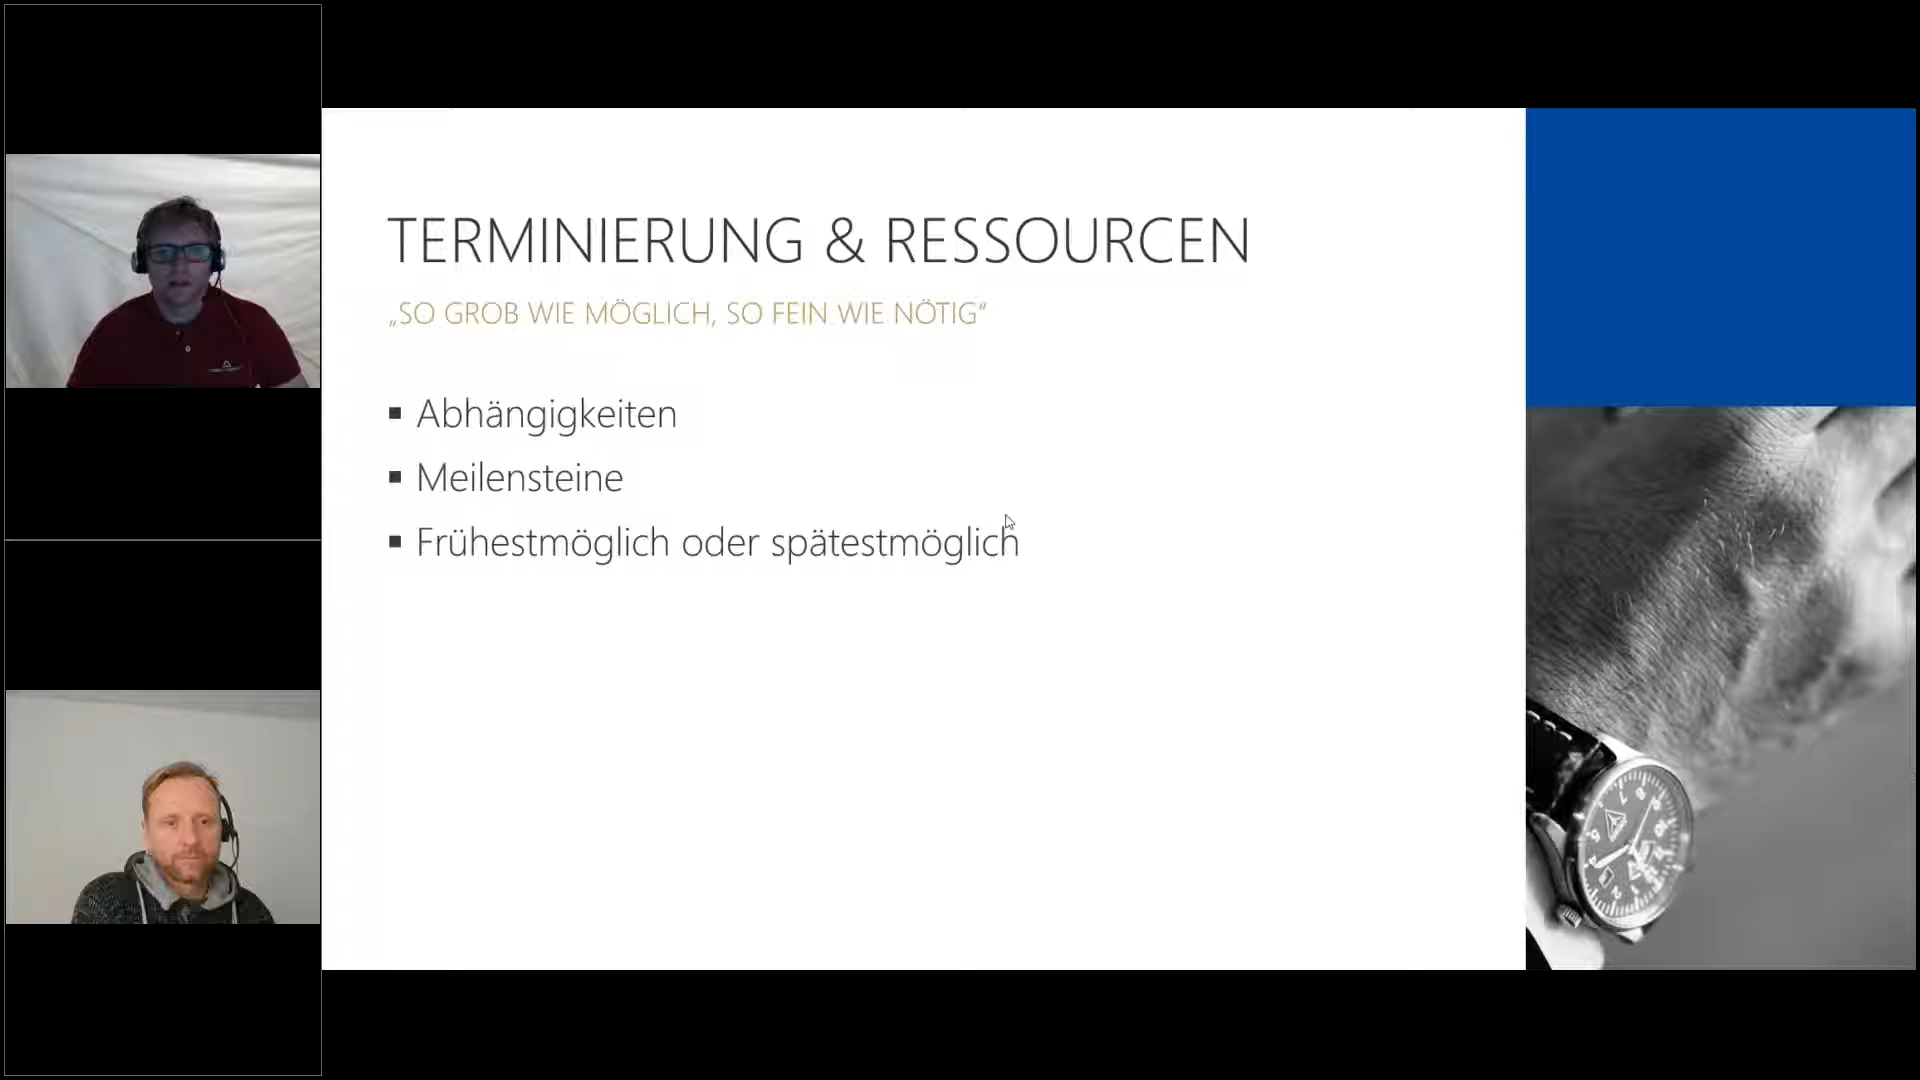 TERMINIERUNG & RESSOURCEN
„SO GROB WIE MÖGLICH, SO FEIN WIE NÖTIG“
▪ Abhängigkeiten
▪ Meilensteine
▪ Frühestmöglich oder spätestmöglich